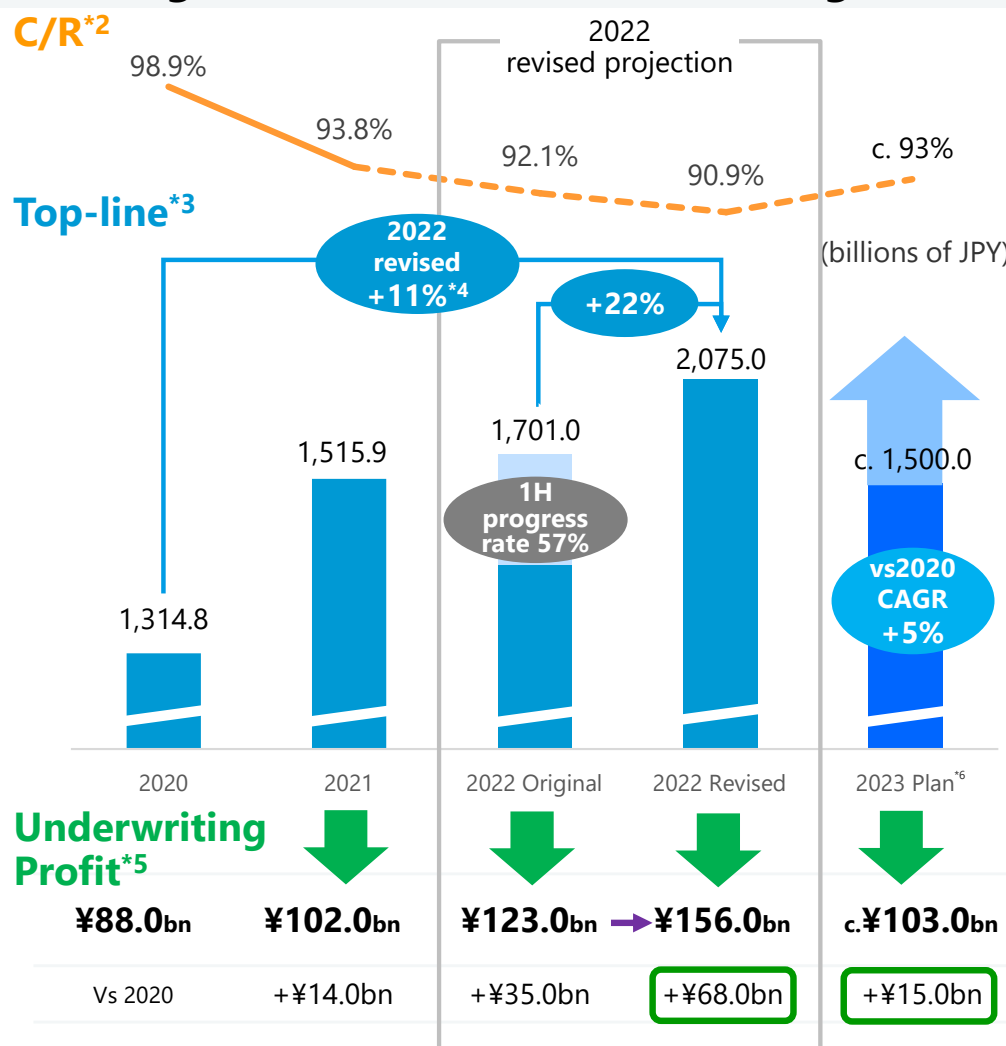 C/R*2
2022
revised projection
98.9%
93.8%
92.1%
90.9%
c. 93%
Top-line*3
(billions of JPY)
2022
revised
+11%*4
+22%
1,314.8
1,515.9
1,701.0
2,075.0
c. 1,500.0
1H
progress
rate 57%
vs2020
CAGR
+5%
2020
2021
2022 Original
2022 Revised
2023 Plan*6
Underwriting
Profit*5
¥88.0bn
¥102.0bn
¥123.0bn
¥156.0bn
c.¥103.0bn
Vs 2020
+¥14.0bn
+¥35.0bn
+¥68.0bn
+¥15.0bn